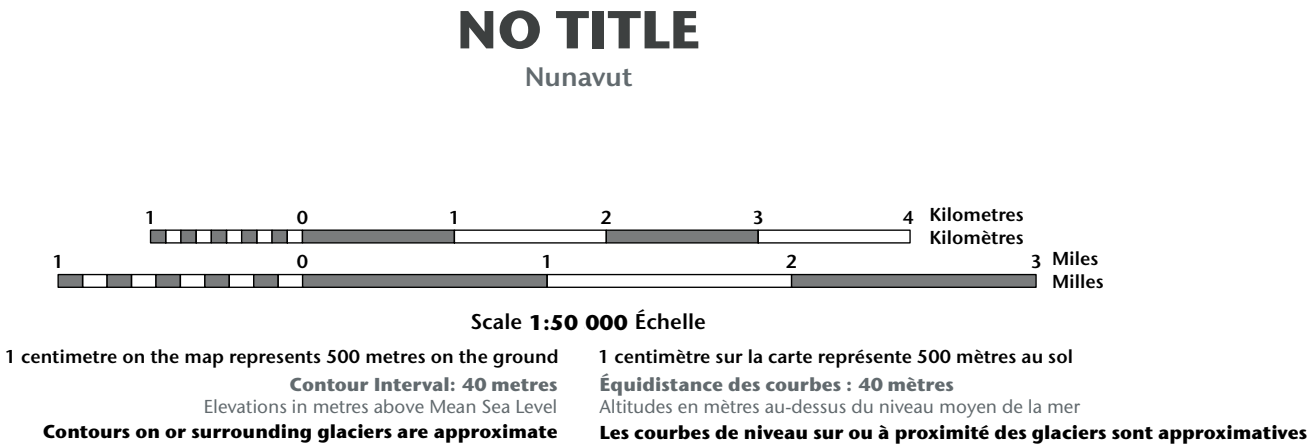 NO TITLE
Nunavut
1 0 1 2 3 4 Kilometres
Kilomètres
1 0 1 2 3 Miles
Milles
Scale 1:50 000 Échelle
1 centimetre on the map represents 500 metres on the ground
1 centimètre sur la carte représente 500 mètres au sol
Contour Interval: 40 metres
Équidistance des courbes : 40 mètres
Elevations in metres above Mean Sea Level
Altitudes en mètres au-dessus du niveau moyen de la mer
Contours on or surrounding glaciers are approximate
Les courbes de niveau sur ou à proximité des glaciers sont approximatives